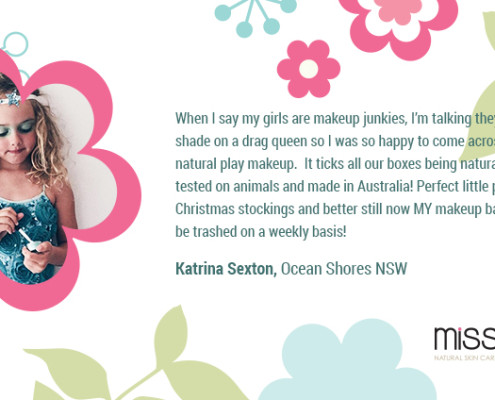 When I say my girls are makeup junkies, I'm talking they
shade on a drag queen so I was so happy to come acros
natural play makeup. It ticks all our boxes being natura
tested on animals and made in Australia! Perfect little p
Christmas stockings and better still now MY makeup ba
be trashed on a weekly basis!
Katrina Sexton, Ocean Shores NSW
miss
NATURAL SKIN CAR